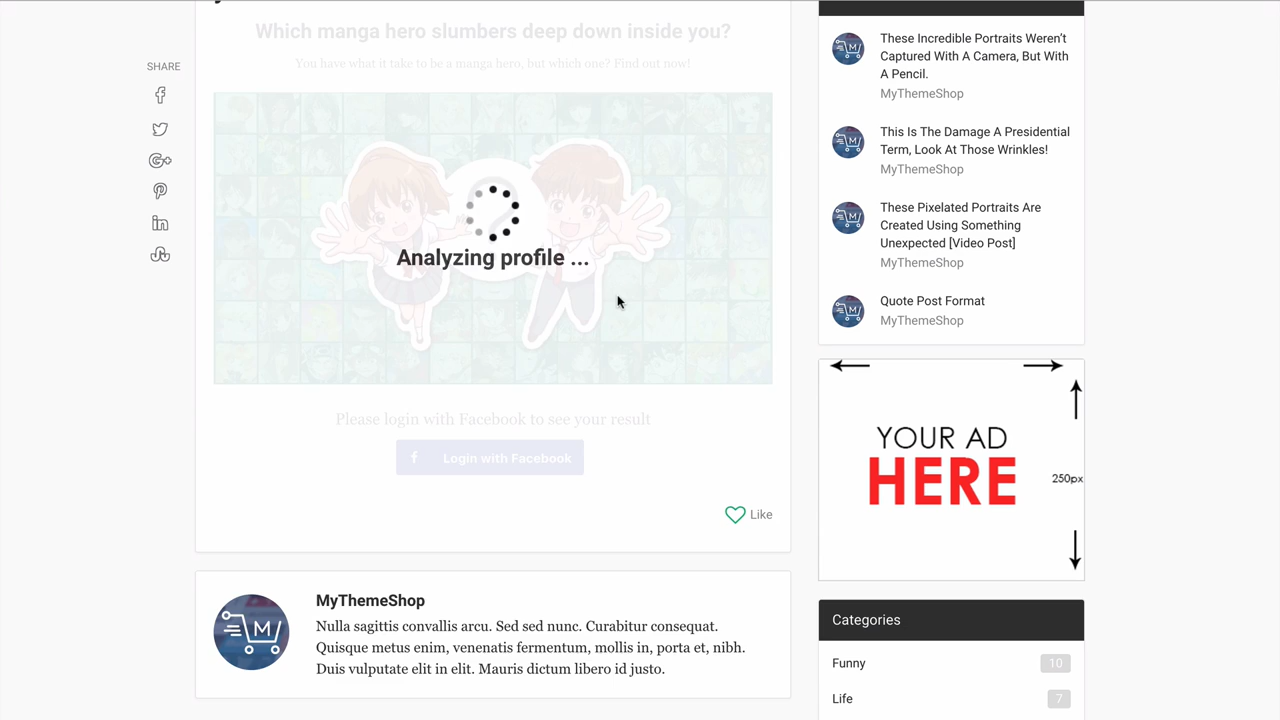 Which manga hero slumbers deep down inside you?
You have what it take to be a manga hero, but which one? Find out now!
SHARE
Analyzing profile ...
Please login with Facebook to see your result
f Login with Facebook
Like
M
MyThemeShop
Nulla sagittis convallis arcu. Sed sed nunc. Curabitur consequat.
Quisque metus enim, venenatis fermentum, mollis in, porta et, nibh.
Duis vulputate elit in elit. Mauris dictum libero id justo.
These Incredible Portraits Weren't
Captured With A Camera, But With
A Pencil.
MyThemeShop
This Is The Damage A Presidential
Term, Look At Those Wrinkles!
MyThemeShop
These Pixelated Portraits Are
Created Using Something
Unexpected [Video Post]
MyThemeShop
Quote Post Format
MyThemeShop
YOUR AD
HERE
250px
Categories
Funny 10
Life 7